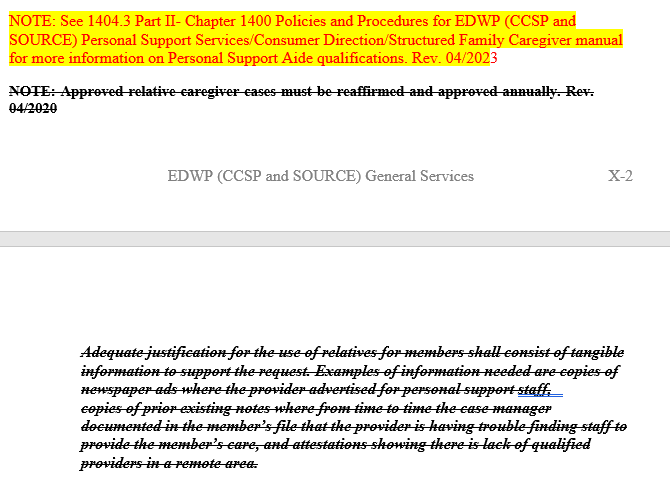 NOTE: See 1404.3 Part II- Chapter 1400 Policies and Procedures for EDWP (CCSP and
SOURCE) Personal Support Services/Consumer Direction/Structured Family Caregiver manual
for more information on Personal Support Aide qualifications. Rev. 04/2023
NOTE: Approved relative caregiver cases must be reaffirmed and approved annually. Rev.
04/2020
EDWP (CCSP and SOURCE) General Services X-2
Adequate justification for the use of relatives for members shall consist of tangible
information to support the request. Examples of information needed are copies of
newspaper ads where the provider advertised for personal support staff,
copies of prior existing notes where from time to time the case manager
documented in the member's file that the provider is having trouble finding staff to
provide the member's care, and attestations showing there is lack of qualified
providers in a remote area.